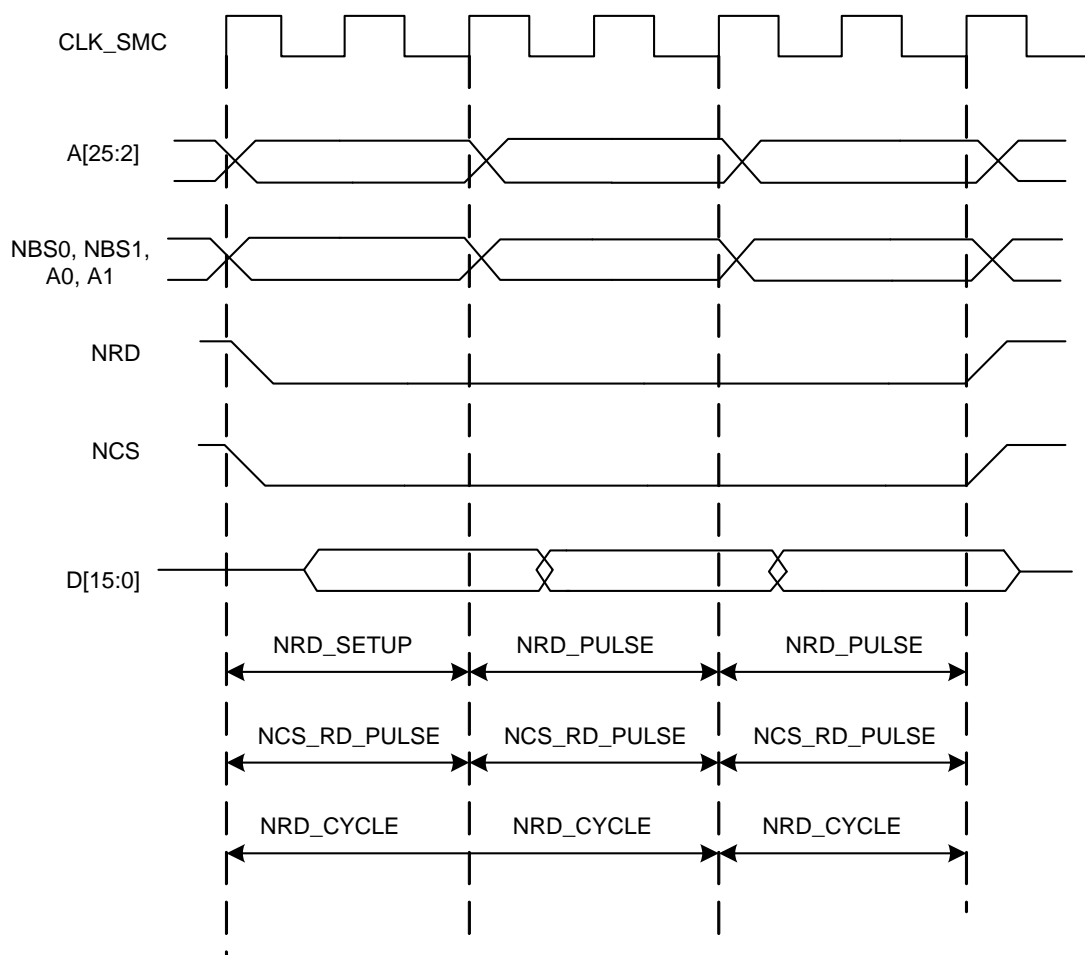 CLK_SMC
A[25:2]
NBS0, NBS1,
A0, A1
NRD
NCS
D[15:0]
NRD_SETUP NRD_PULSE NRD_PULSE
NCS_RD_PULSE NCS_RD_PULSE NCS_RD_PULSE
NRD_CYCLE NRD_CYCLE NRD_CYCLE